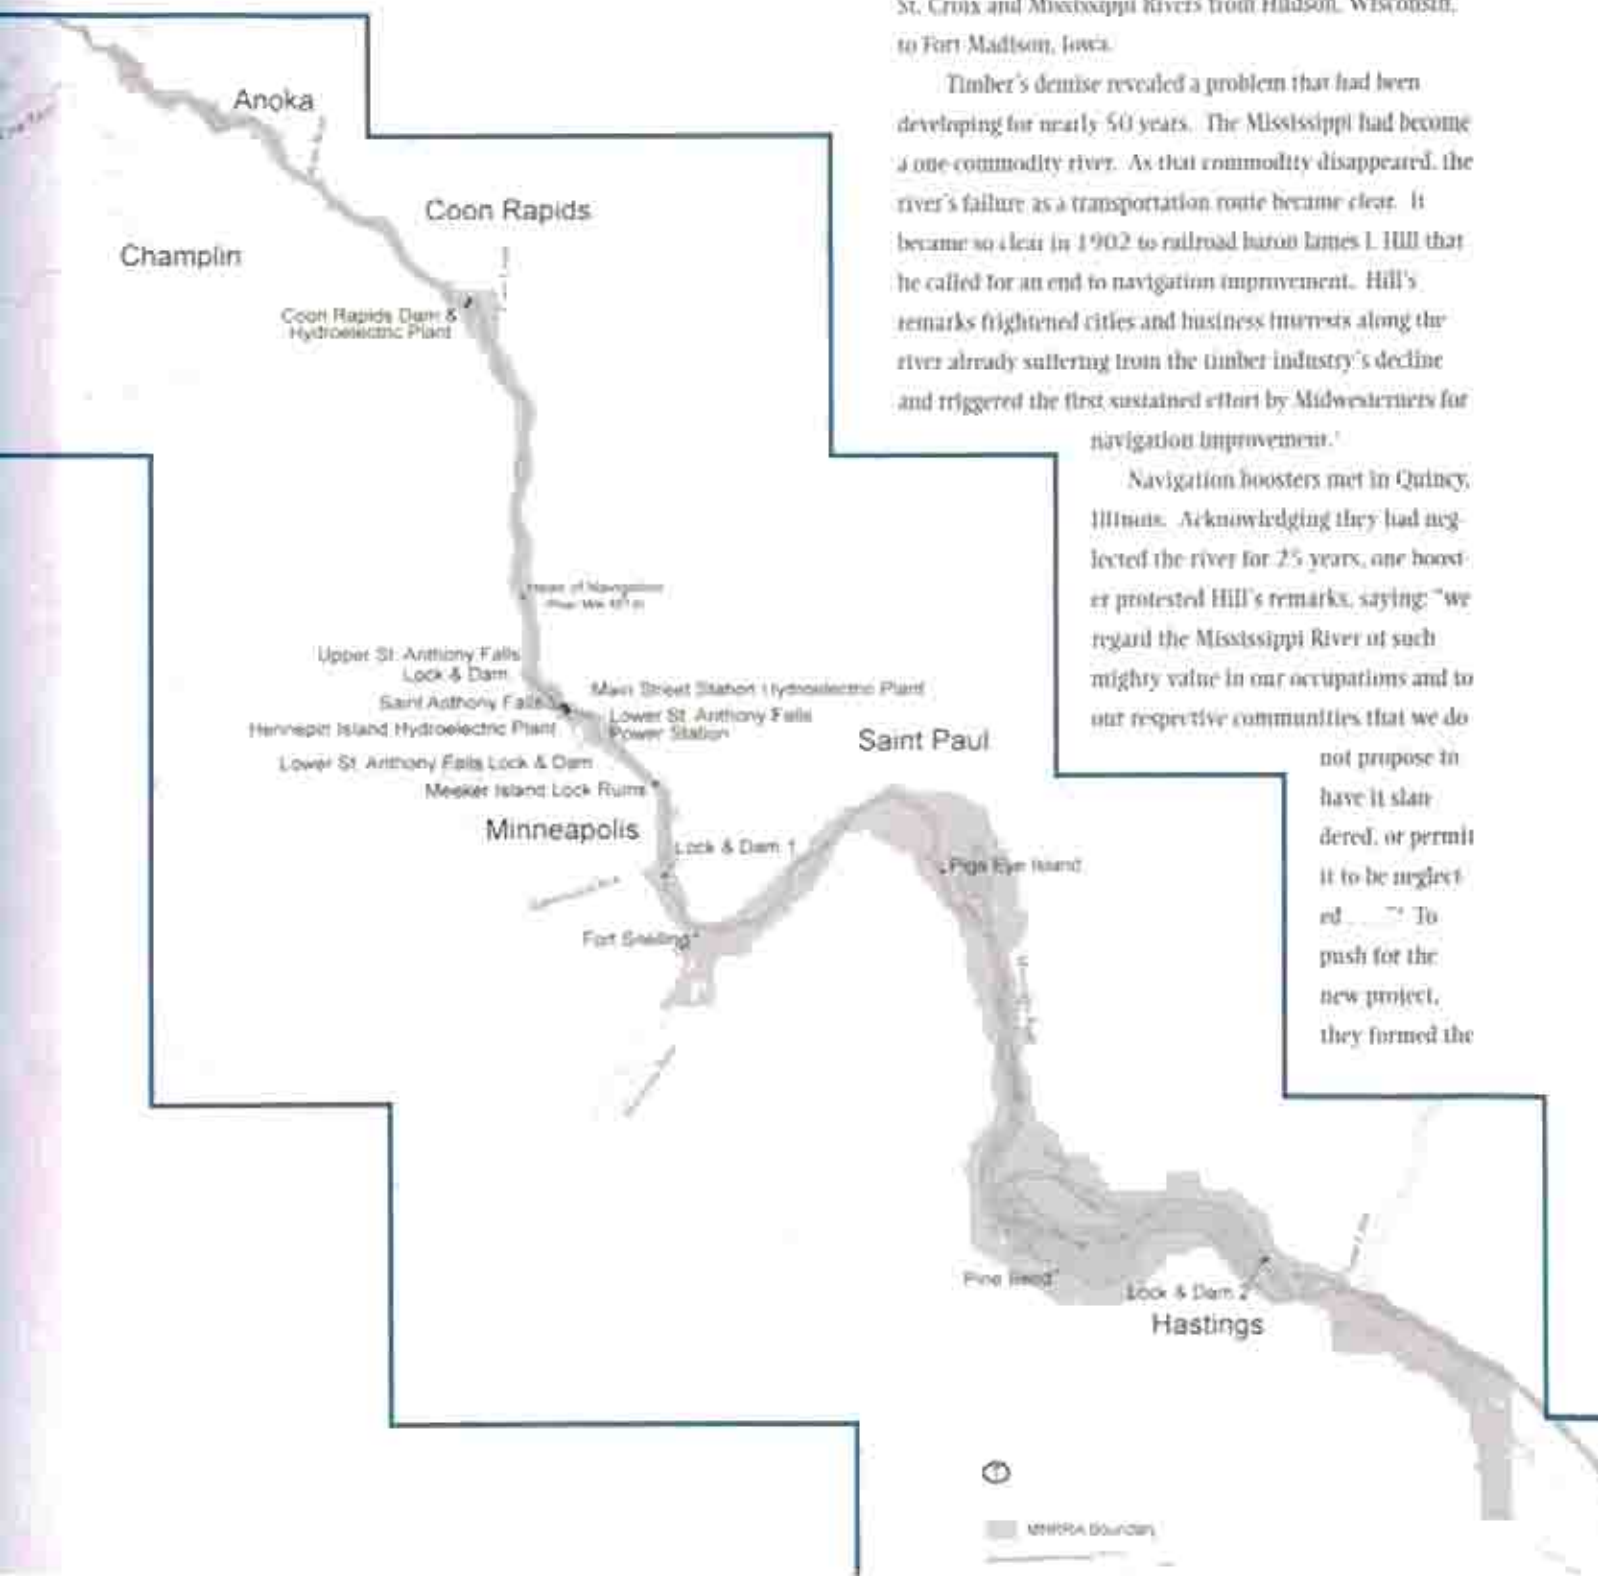 St. Croix and Mississippi Rivers from Hudson, Wisconsin,
to Fort Madison, Iowa.
Timber's demise revealed a problem that had been
developing for nearly 50 years. The Mississippi had become
a one commodity river. As that commodity disappeared, the
river's failure as a transportation route became clear. It
became so clear in 1902 to railroad baron James J. Hill that
he called for an end to navigation improvement. Hill's
remarks frightened cities and business interests along the
river already suffering from the timber industry's decline
and triggered the first sustained effort by Midwesterners for
navigation improvement.
Navigation boosters met in Quincy,
Illinois. Acknowledging they had neg-
lected the river for 25 years, one boost-
er protested Hill's remarks, saying: "we
regard the Mississippi River of such
mighty value in our occupations and to
our respective communities that we do
not propose to
have it slan
dered, or permit
it to be neglect
ed . . . ." To
push for the
new project,
they formed the
Anoka
Coon Rapids
Champlin
Coon Rapids Dam &
Hydroelectric Plant
Head of Navigation
Upper St. Anthony Falls
Lock & Dam
Saint Anthony Falls
Hennepin Island Hydroelectric Plant
Main Street Station Hydroelectric Plant
Lower St. Anthony Falls
Power Station
Lower St. Anthony Falls Lock & Dam
Meeker Island Lock Ruins
Saint Paul
Minneapolis
Lock & Dam 1
Pigs Eye Island
Fort Snelling
Pine Bend
Lock & Dam 2
Hastings
MNRRA Boundary